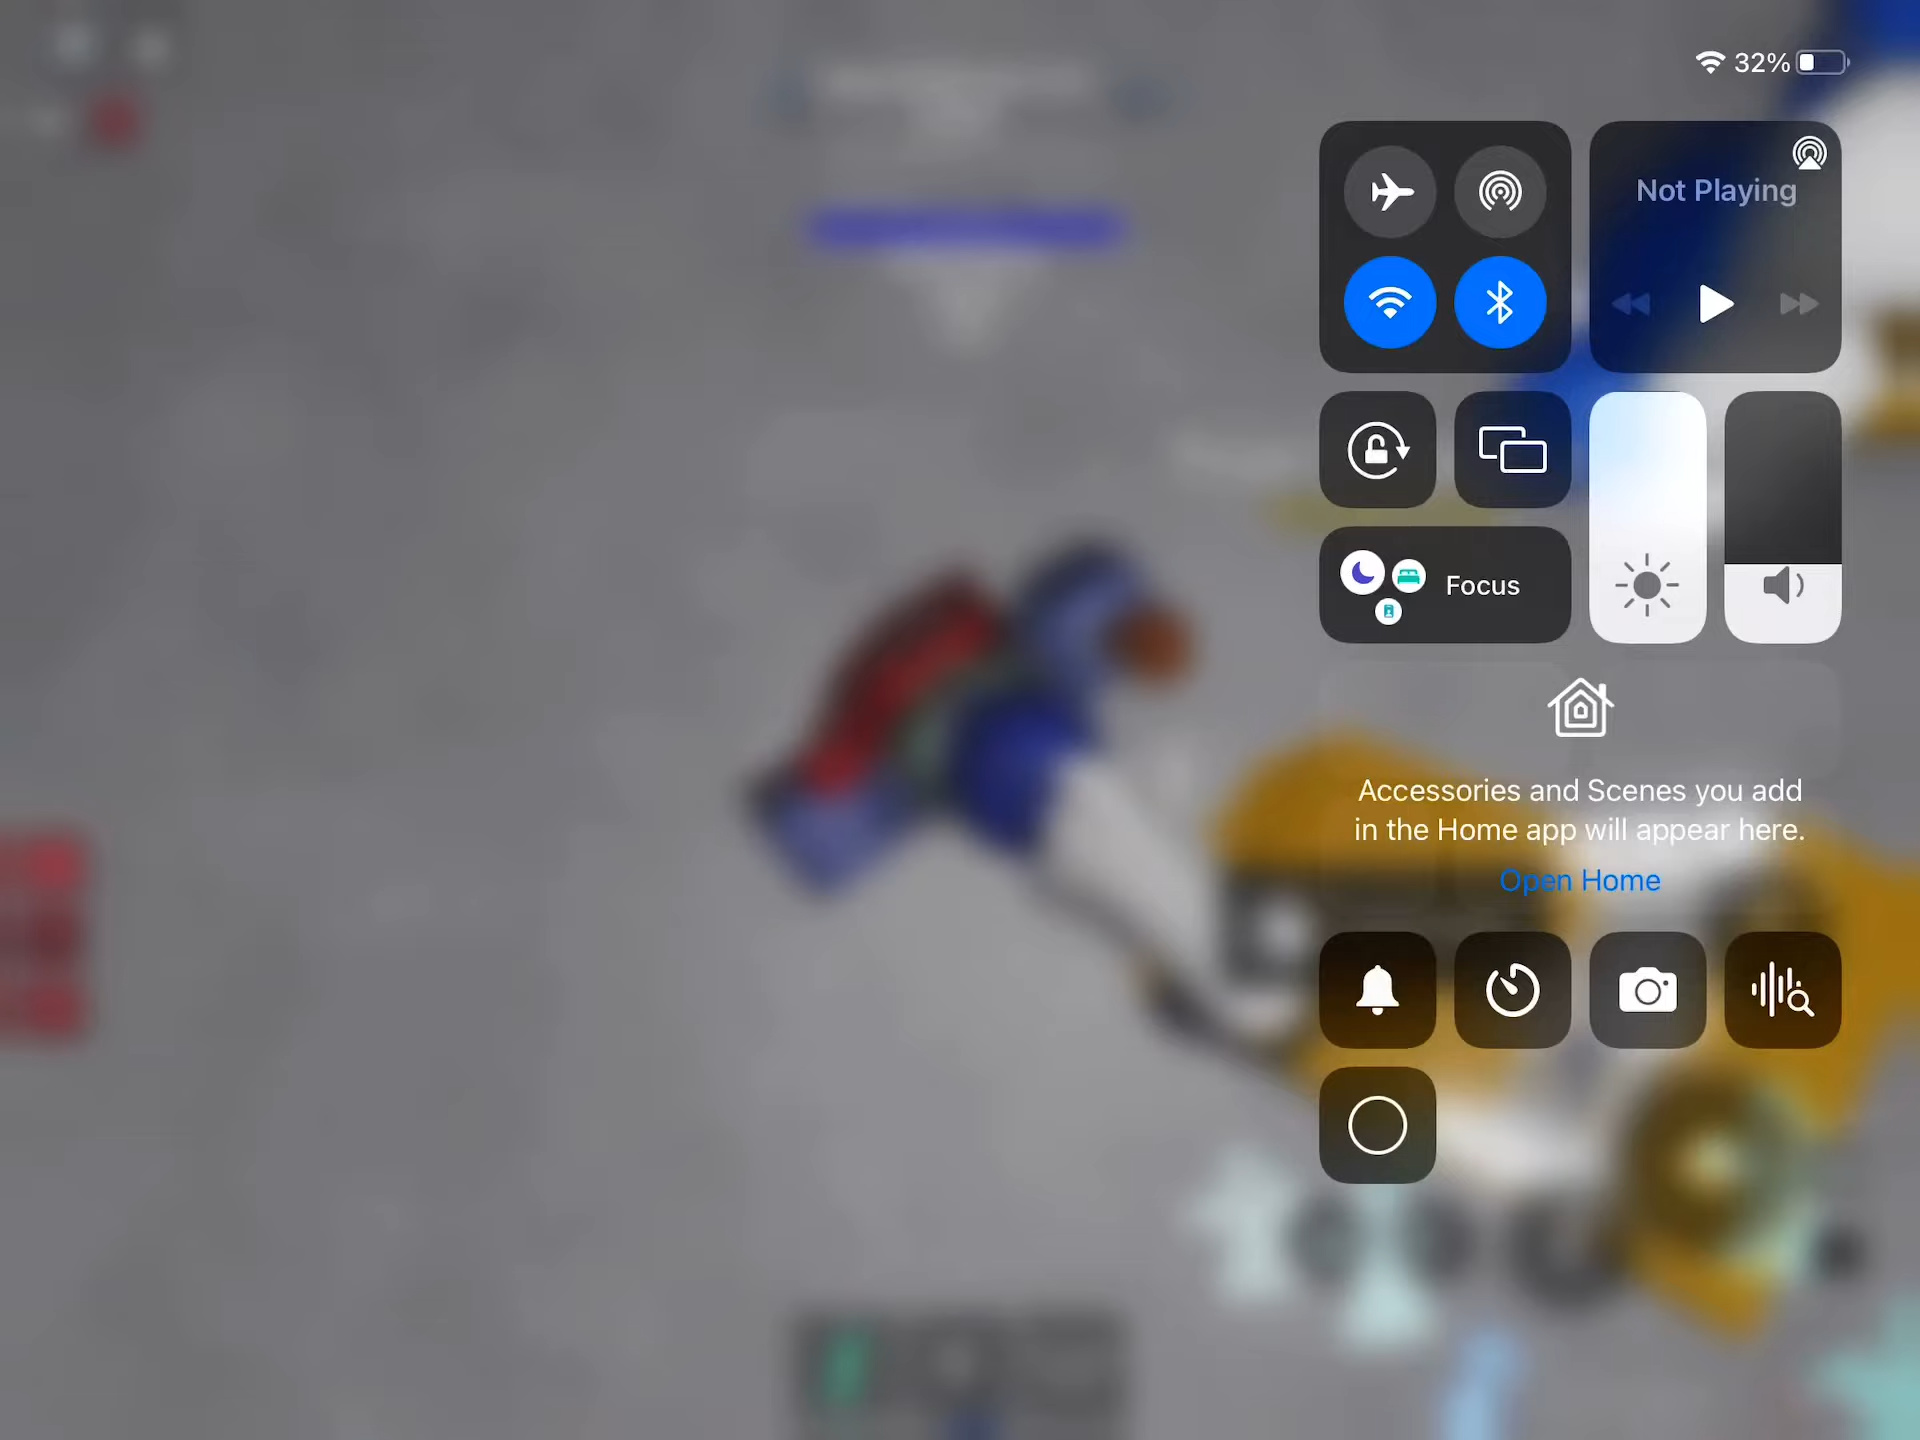 32%
Not Playing
Focus
Accessories and Scenes you add
in the Home app will appear here.
Open Home